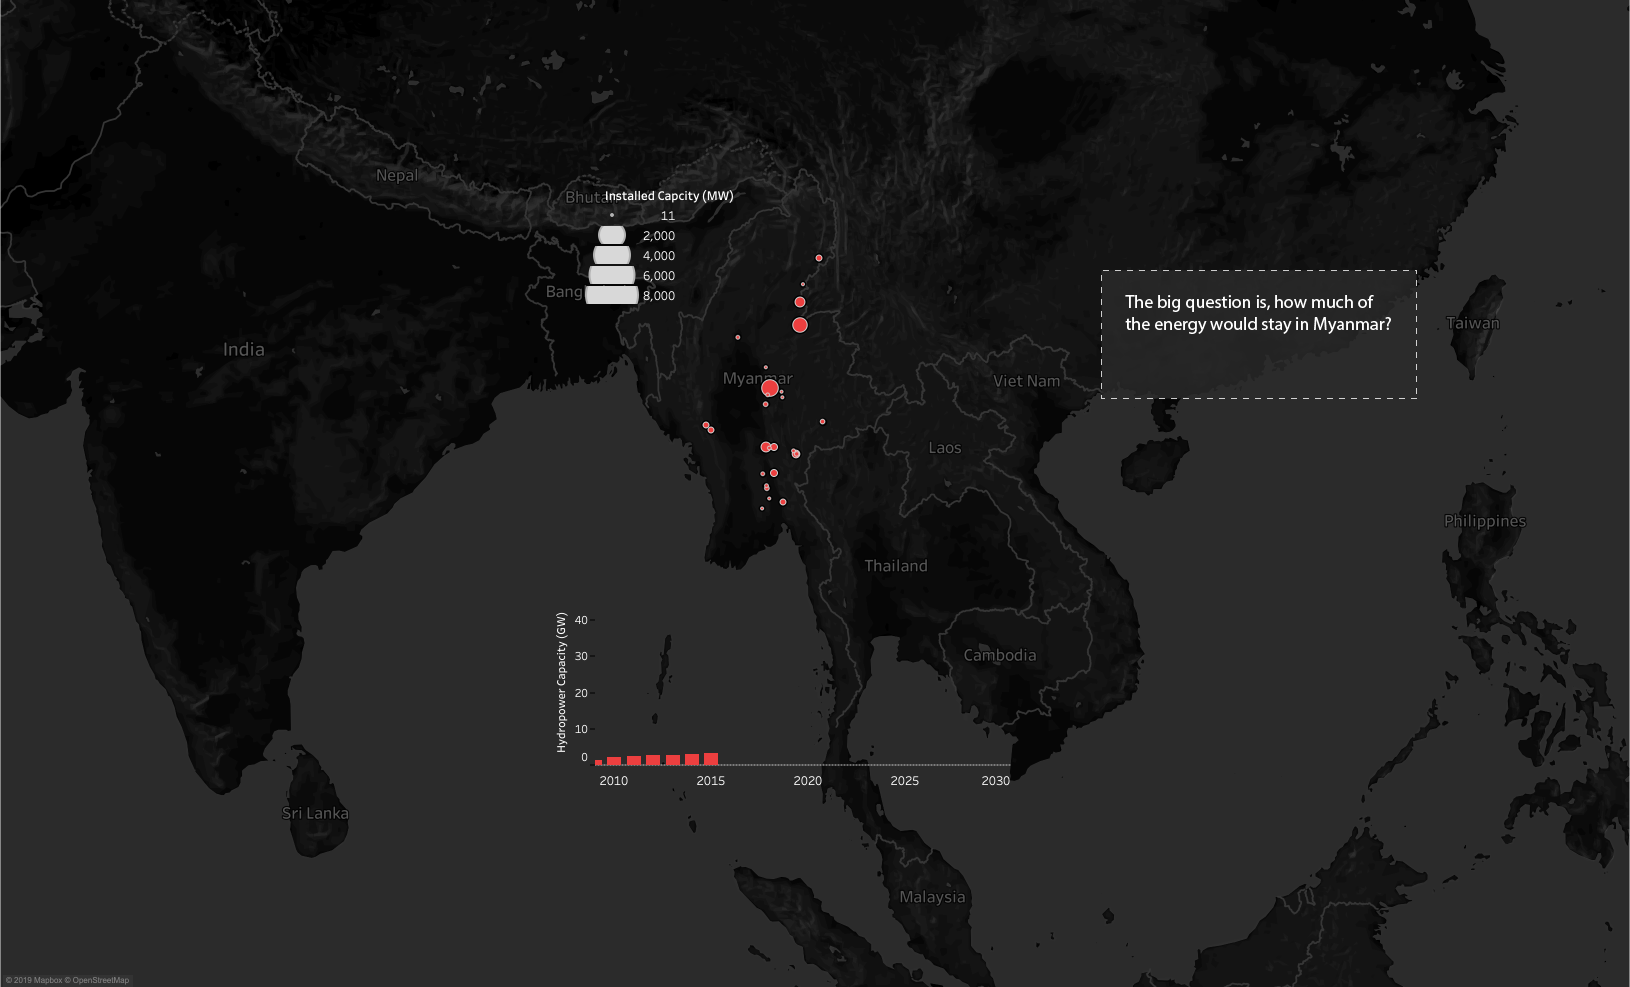 Nepal
Bhuta
Installed Capcity (MW)
11
2,000
4,000
6,000
8,000
Bang
India
Myanmar
The big question is, how much of
the energy would stay in Myanmar?
Taiwan
Viet Nam
Laos
Philippines
Thailand
Cambodia
Hydropower Capacity (GW)
40
30
20
10
0
2010 2015 2020 2025 2030
Sri Lanka
Malaysia
© 2019 Mapbox © OpenStreetMap